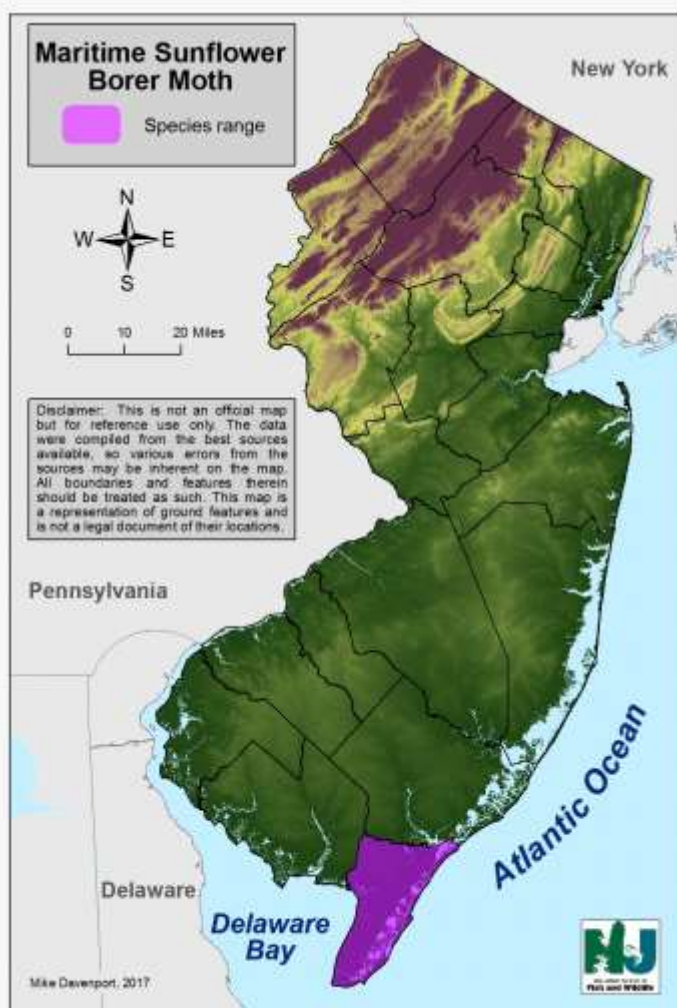 Maritime Sunflower
Borer Moth
Species range
New York
N
W
E
S
0
10
20 Miles
Disclaimer: This is not an official map
but for reference use only. The data
were compiled from the best sources
available, so various errors from the
sources may be inherent on the map.
All boundaries and features therein
should be treated as such. This map is
a representation of ground features and
is not a legal document of their locations.
Pennsylvania
Atlantic Ocean
Delaware
Delaware
Bay
NJ
Fish and Wildlife
Mike Davenport, 2017